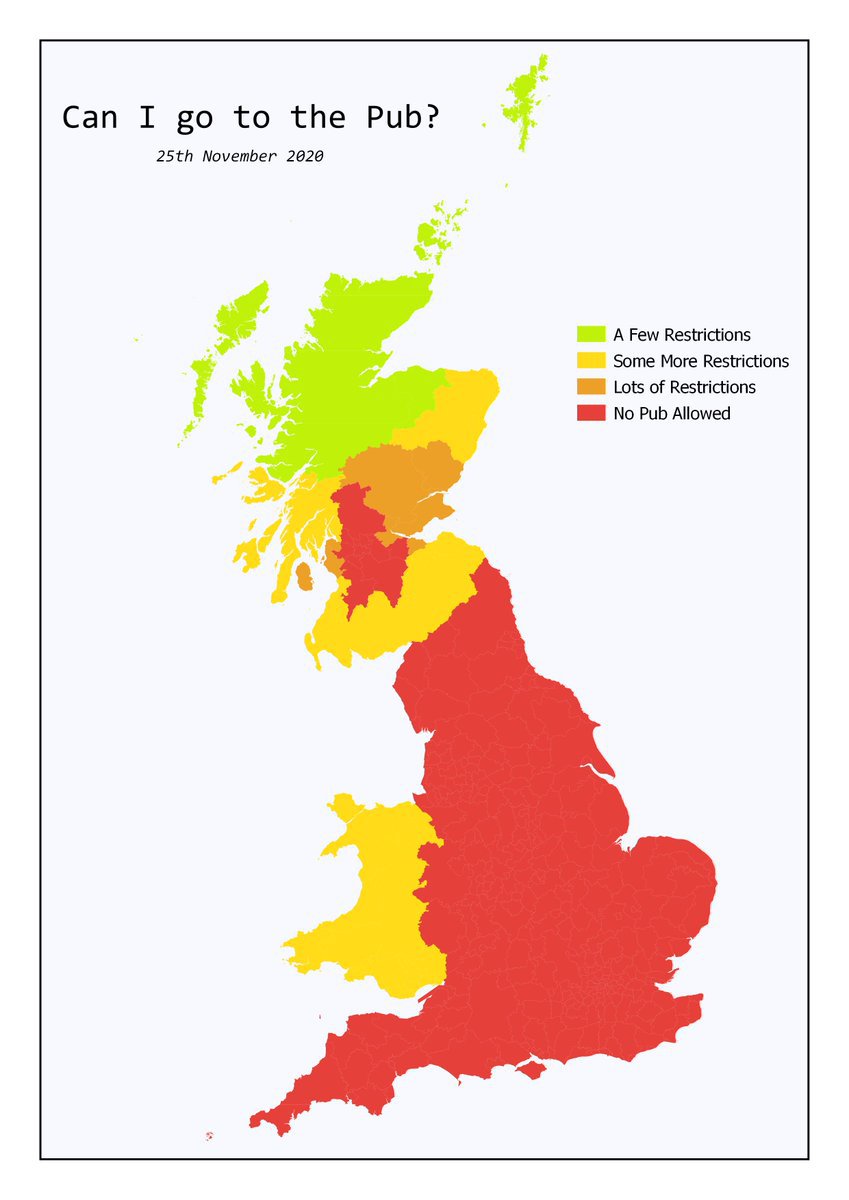 Can I go to the Pub?
25th November 2020
A Few Restrictions
Some More Restrictions
Lots of Restrictions
No Pub Allowed